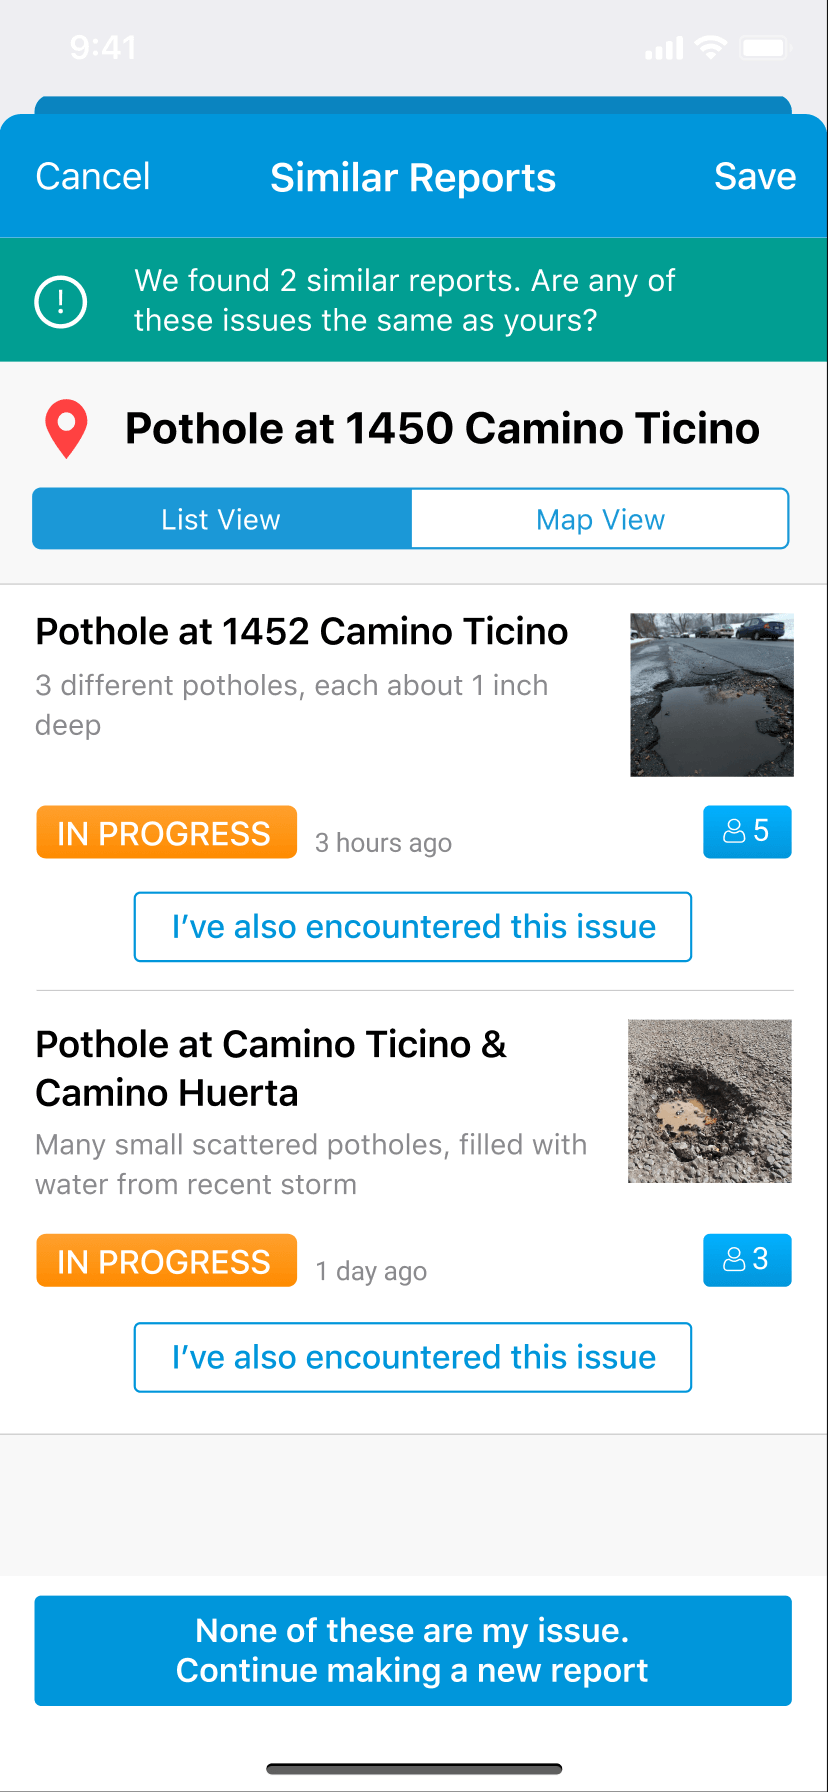 9:41
Cancel
Similar Reports
Save
We found 2 similar reports. Are any of
these issues the same as yours?
Pothole at 1450 Camino Ticino
List View
Map View
Pothole at 1452 Camino Ticino
3 different potholes, each about 1 inch
deep
IN PROGRESS
3 hours ago
5
I’ve also encountered this issue
Pothole at Camino Ticino &
Camino Huerta
Many small scattered potholes, filled with
water from recent storm
IN PROGRESS
1 day ago
3
I’ve also encountered this issue
None of these are my issue.
Continue making a new report